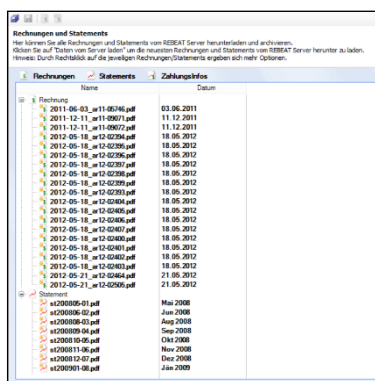 Rechnungen und Statements
Hier können Sie alle Rechnungen und Statements vom REBEAT Server herunterladen und archivieren.
Klicken Sie auf "Daten vom Server laden" um die neuesten Rechnungen und Statements vom REBEAT Server herunter zu laden.
Hinweis: Durch Rechtsklick auf die jeweiligen Rechnungen/Statements ergeben sich mehr Optionen.
Rechnungen Statements ZahlungsInfos
Name Datum
Rechnung
2011-06-03_ar11-05746.pdf 03.06.2011
2011-12-11_ar11-09071.pdf 11.12.2011
2011-12-11_ar11-09072.pdf 11.12.2011
2012-05-18_ar12-02394.pdf 18.05.2012
2012-05-18_ar12-02395.pdf 18.05.2012
2012-05-18_ar12-02396.pdf 18.05.2012
2012-05-18_ar12-02397.pdf 18.05.2012
2012-05-18_ar12-02398.pdf 18.05.2012
2012-05-18_ar12-02399.pdf 18.05.2012
2012-05-18_ar12-02393.pdf 18.05.2012
2012-05-18_ar12-02404.pdf 18.05.2012
2012-05-18_ar12-02405.pdf 18.05.2012
2012-05-18_ar12-02406.pdf 18.05.2012
2012-05-18_ar12-02407.pdf 18.05.2012
2012-05-18_ar12-02400.pdf 18.05.2012
2012-05-18_ar12-02401.pdf 18.05.2012
2012-05-18_ar12-02402.pdf 18.05.2012
2012-05-18_ar12-02403.pdf 18.05.2012
2012-05-21_ar12-02464.pdf 21.05.2012
2012-05-21_ar12-02505.pdf 21.05.2012
Statement
st200805-01.pdf Mai 2008
st200806-02.pdf Jun 2008
st200808-03.pdf Aug 2008
st200809-04.pdf Sep 2008
st200810-05.pdf Okt 2008
st200811-06.pdf Nov 2008
st200812-07.pdf Dez 2008
st200901-08.pdf Jän 2009